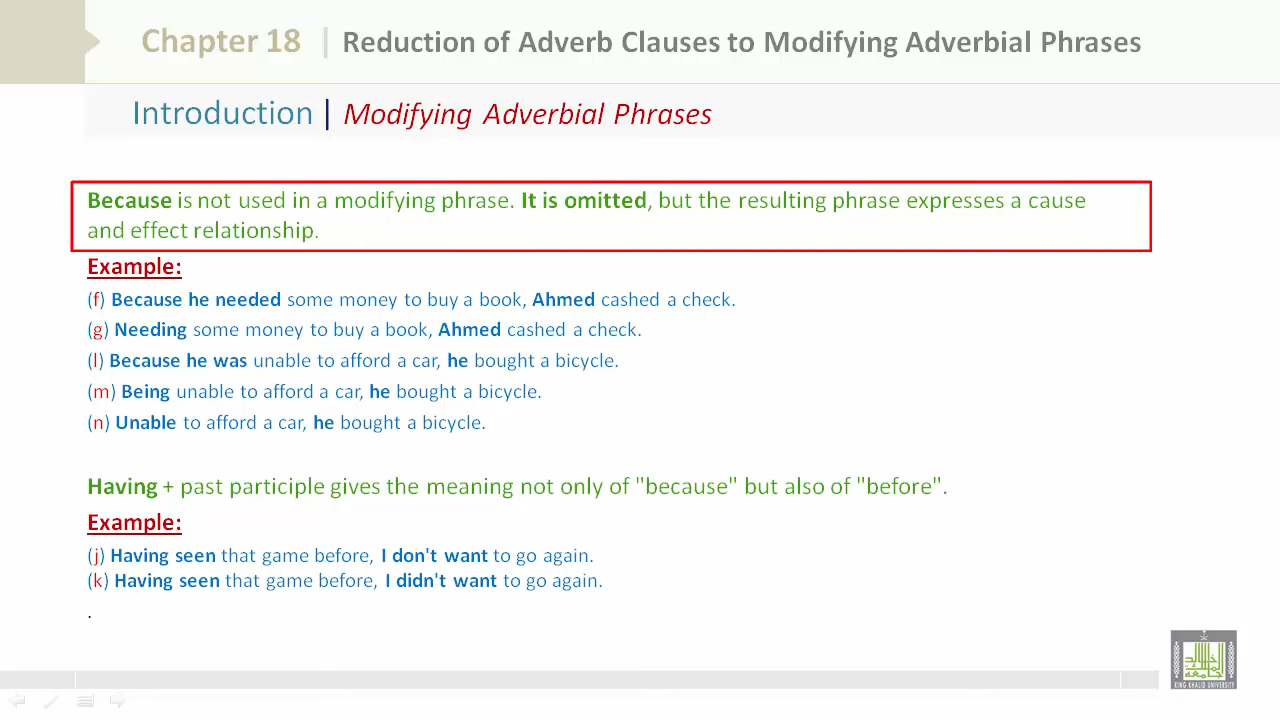 Chapter 18 | Reduction of Adverb Clauses to Modifying Adverbial Phrases
Introduction | Modifying Adverbial Phrases
Because is not used in a modifying phrase. It is omitted, but the resulting phrase expresses a cause
and effect relationship.
Example:
(f) Because he needed some money to buy a book, Ahmed cashed a check.
(g) Needing some money to buy a book, Ahmed cashed a check.
(l) Because he was unable to afford a car, he bought a bicycle.
(m) Being unable to afford a car, he bought a bicycle.
(n) Unable to afford a car, he bought a bicycle.
Having + past participle gives the meaning not only of "because" but also of "before".
Example:
(j) Having seen that game before, I don't want to go again.
(k) Having seen that game before, I didn't want to go again.
.
KING KHALID UNIVERSITY